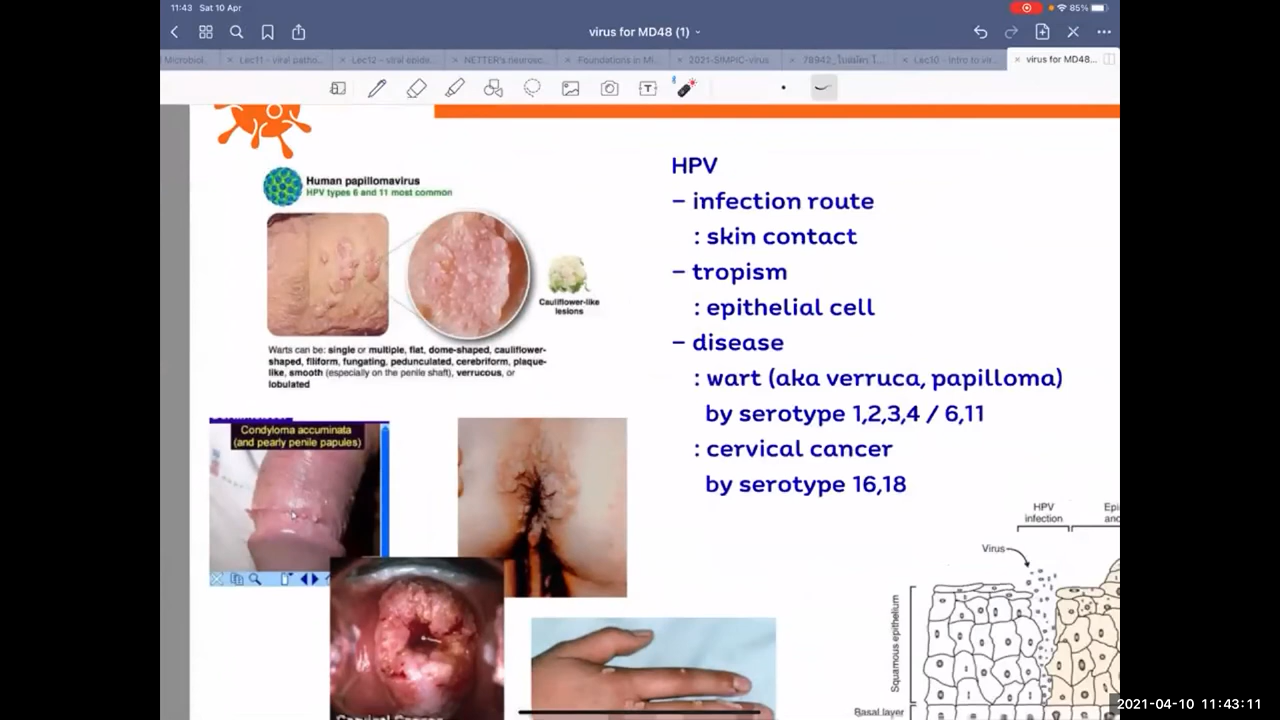 11:43 Sat 10 Apr
85%
virus for MD48 (1)
Microbiol.
Lec11 - viral patho...
Lec12 - viral epide...
NETTER's neurosc...
Foundations in Mi...
2021-SIMPIC-virus
Lec10 - Intro to vir...
virus for MD48...
Human papillomavirus
HPV types 6 and 11 most common
Cauliflower-like
lesions
Warts can be: single or multiple, flat, dome-shaped, cauliflower-
shaped, filiform, fungating, pedunculated, cerebriform, plaque-
like, smooth (especially on the penile shaft), verrucous, or
lobulated
HPV
- infection route
: skin contact
- tropism
: epithelial cell
- disease
: wart (aka verruca, papilloma)
by serotype 1,2,3,4 / 6,11
: cervical cancer
by serotype 16,18
Condyloma accuminata
(and pearly penile papules)
HPV
infection
Epi
and
Virus
Squamous epithelium
Basal layer
2021-04-10 11:43:11